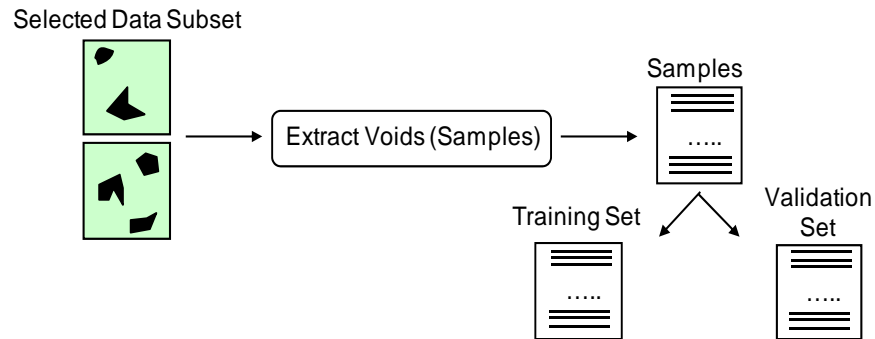 Selected Data Subset
Samples
Extract Voids (Samples)
…..
Training Set
Validation
Set
…..
…..